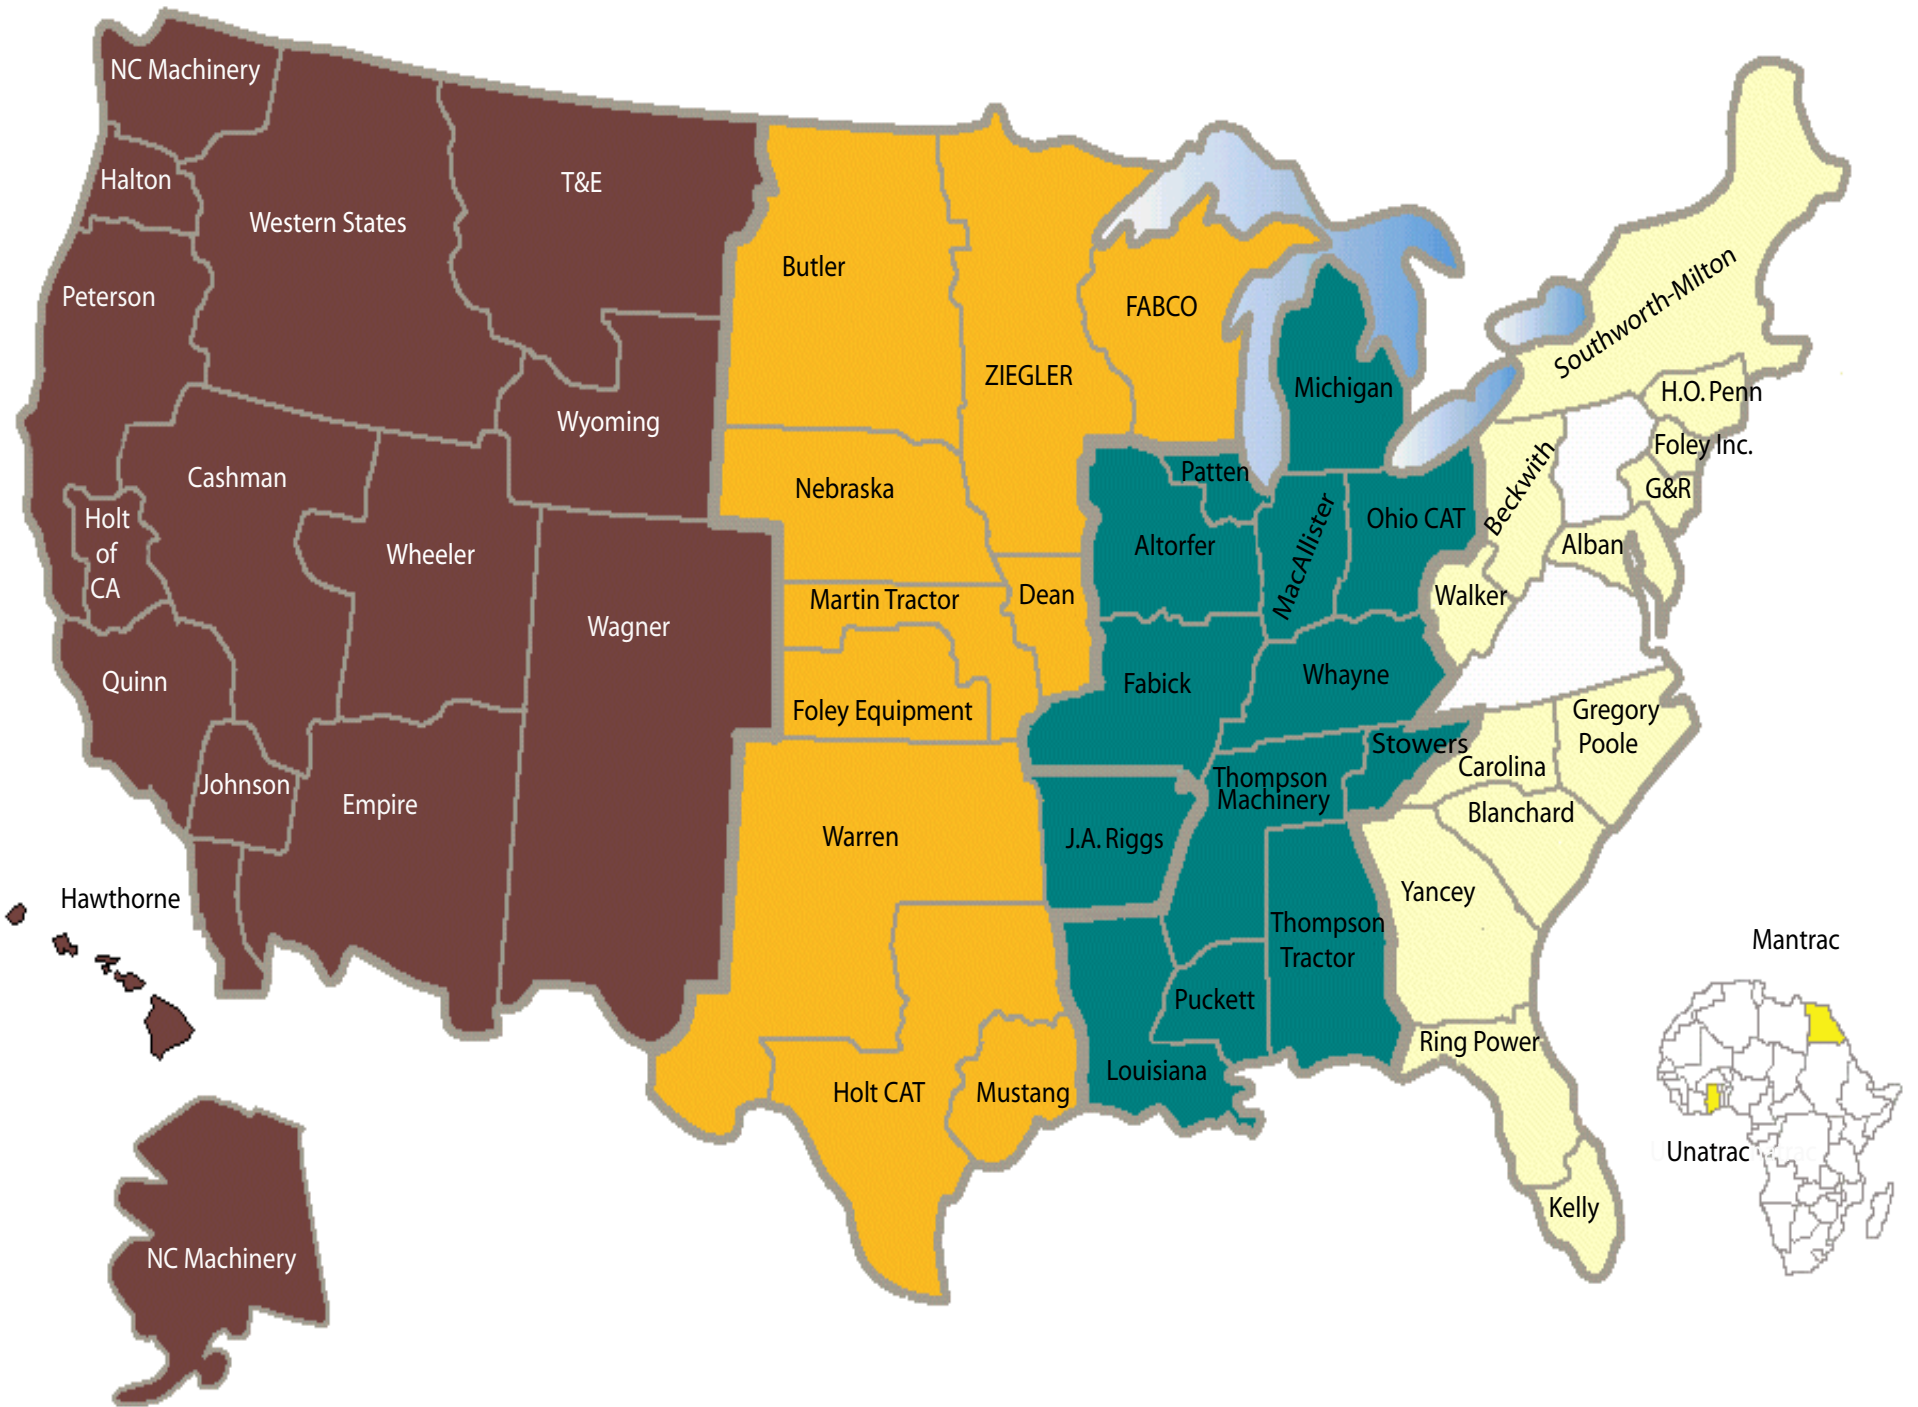 NC Machinery
Halton
Western States
T&E
Peterson
Wyoming
Cashman
Holt
of
CA
Wheeler
Wagner
Quinn
Johnson
Empire
Hawthorne
NC Machinery
Butler
ZIEGLER
FABCO
Nebraska
Martin Tractor
Dean
Foley Equipment
Warren
Holt CAT
Mustang
Michigan
Patten
Altorfer
MacAllister
Ohio CAT
Fabick
Whayne
Stowers
Thompson
Machinery
J.A. Riggs
Thompson
Tractor
Puckett
Louisiana
Southworth-Milton
H.O. Penn
Foley Inc.
G&R
Beckwith
Alban
Walker
Gregory
Poole
Carolina
Blanchard
Yancey
Ring Power
Kelly
Mantrac
Unatrac